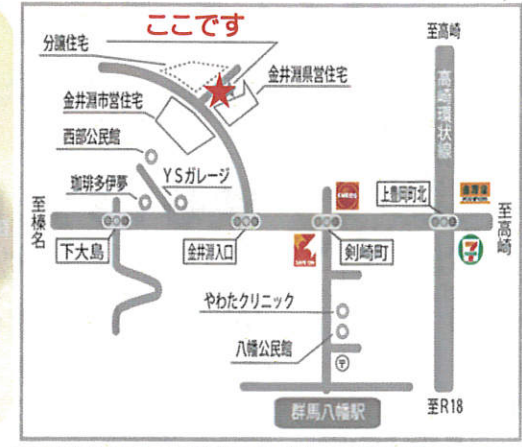 ここです
分譲住宅
至高崎
金井淵県営住宅
高崎環状線
金井淵市営住宅
西部公民館
珈琲多伊夢
YSガレージ
上豊岡町北
至榛名
至高崎
下大島
金井淵入口
剣崎町
やわたクリニック
八幡公民館
〒
群馬八幡駅
至R18